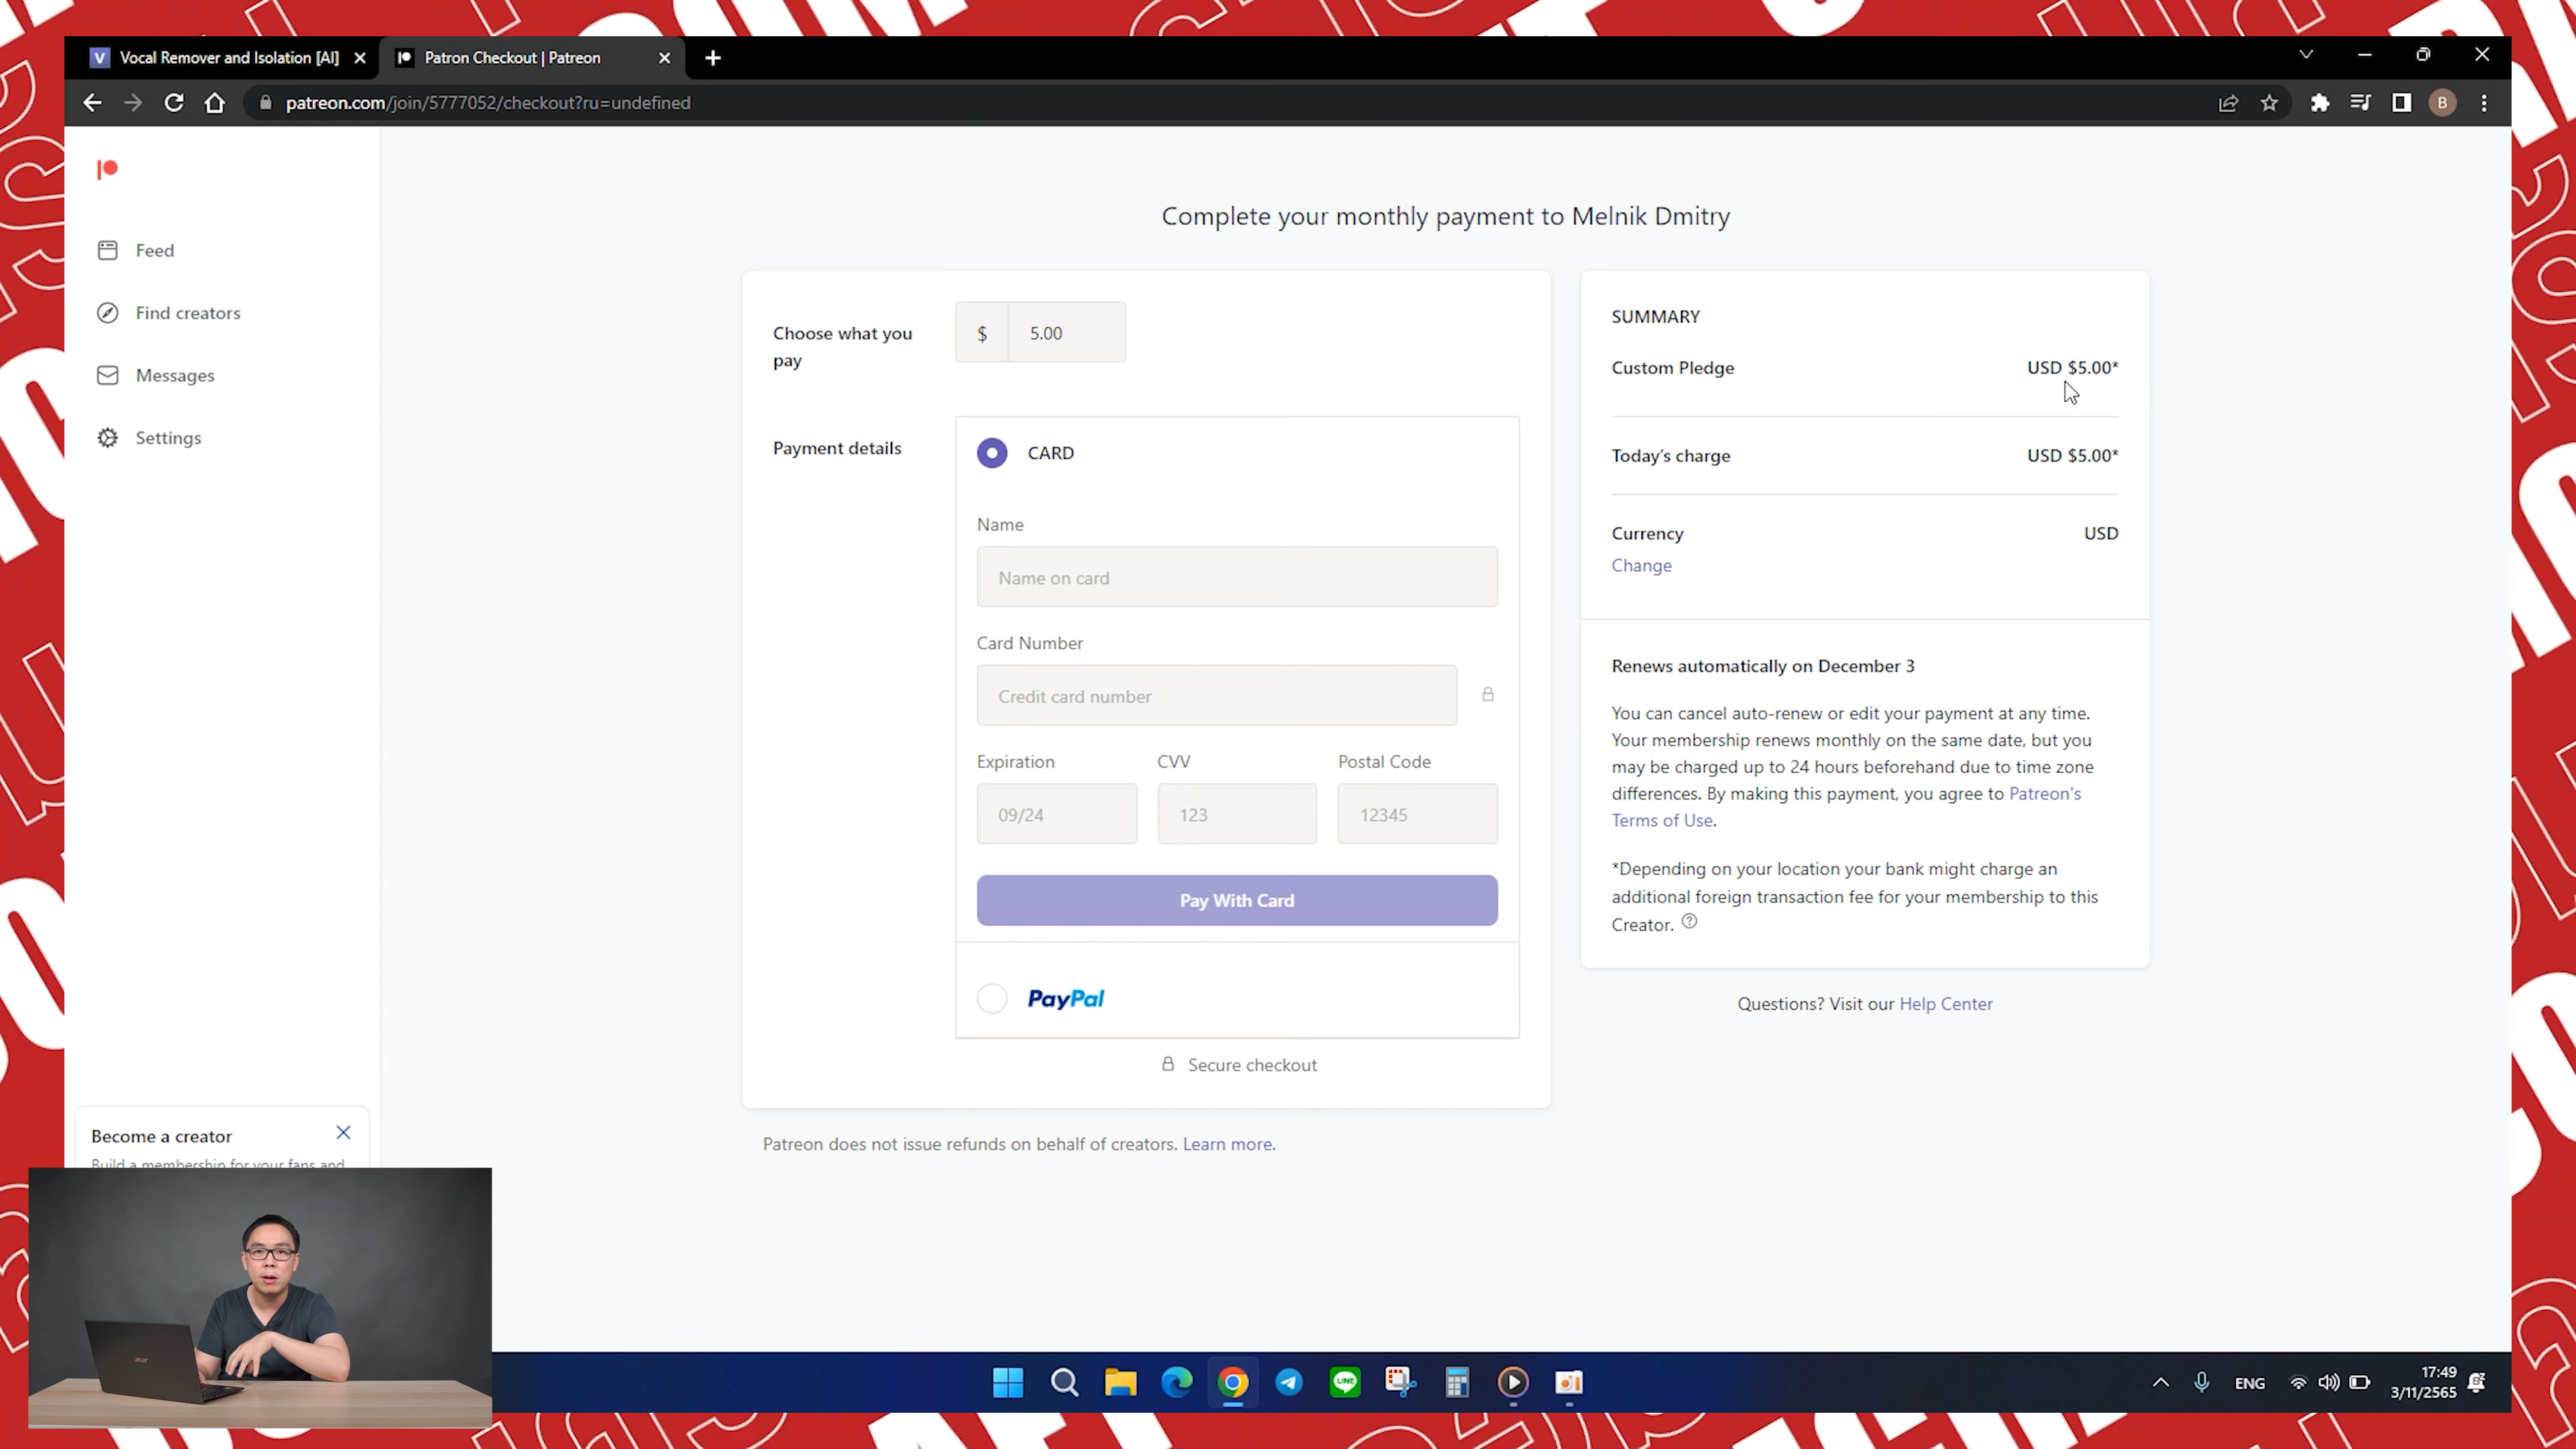 Vocal Remover and Isolation [AI]
Patron Checkout | Patreon
patreon.com/join/5777052/checkout?ru=undefined
B
Feed
Find creators
Messages
Settings
Complete your monthly payment to Melnik Dmitry
Choose what you
pay
$ 5.00
Payment details
CARD
Name
Name on card
Card Number
Credit card number
Expiration CVV Postal Code
09/24 123 12345
Pay With Card
PayPal
Secure checkout
Patreon does not issue refunds on behalf of creators. Learn more.
SUMMARY
Custom Pledge USD $5.00*
Today's charge USD $5.00*
Currency USD
Change
Renews automatically on December 3
You can cancel auto-renew or edit your payment at any time.
Your membership renews monthly on the same date, but you
may be charged up to 24 hours beforehand due to time zone
differences. By making this payment, you agree to Patreon's
Terms of Use.
*Depending on your location your bank might charge an
additional foreign transaction fee for your membership to this
Creator.
Questions? Visit our Help Center
Become a creator
Build a membership for your fans and
acer
LINE
ENG
17:49
3/11/2565